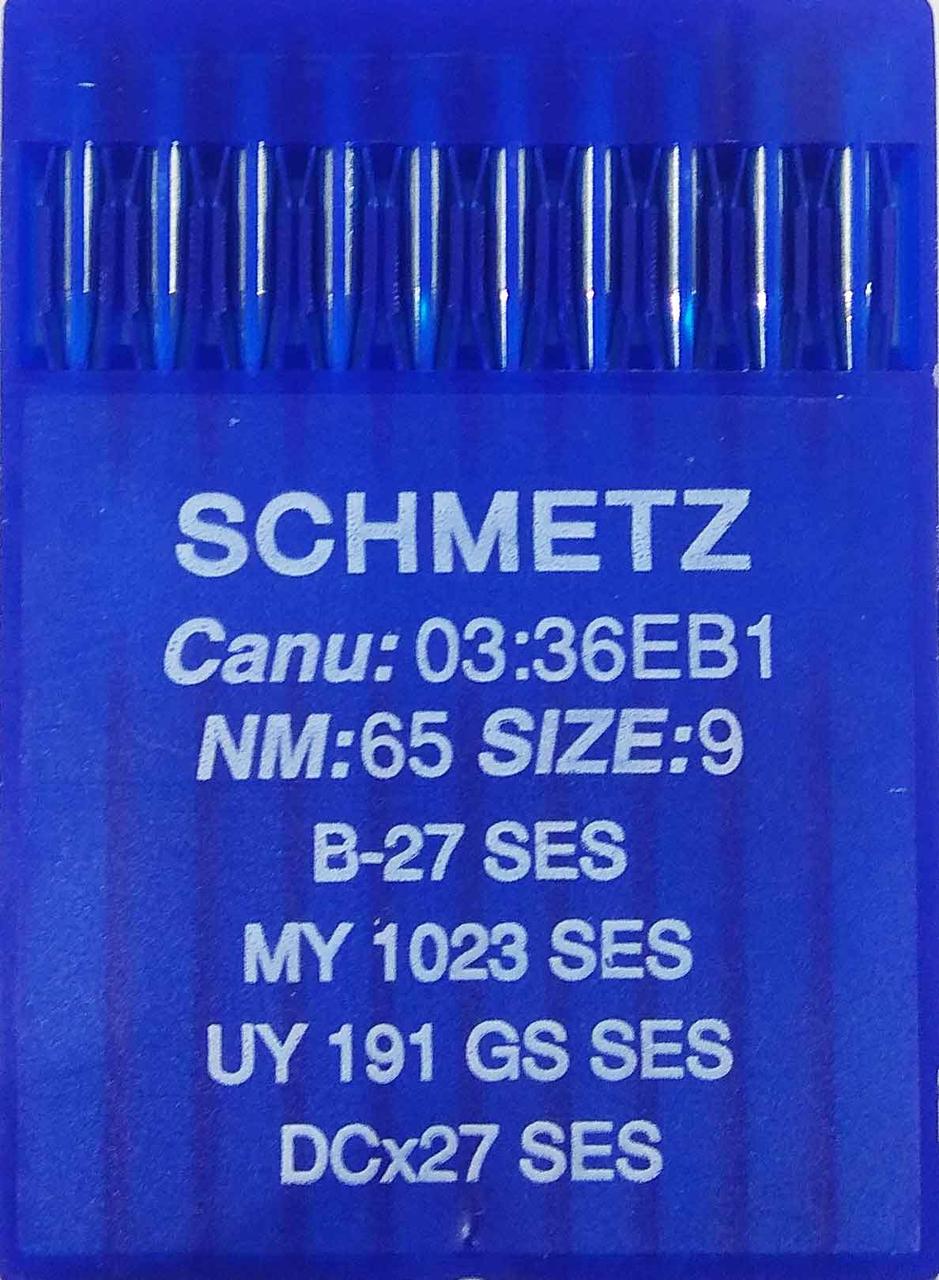 SCHMETZ
Canu: 03:36EB1
NM:65 SIZE:9
B-27 SES
MY 1023 SES
UY 191 GS SES
DCx27 SES